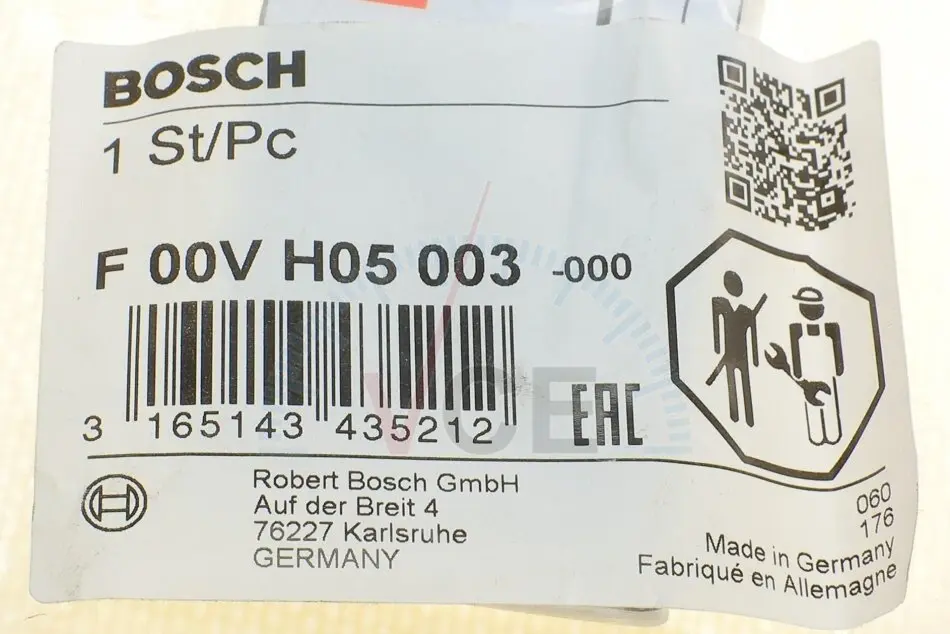 BOSCH
1 St/Pc
F 00V H05 003 -000
3 165143 435212
EAC
VCE
Robert Bosch GmbH
Auf der Breit 4
76227 Karlsruhe
GERMANY
060
176
Made in Germany
Fabriqué en Allemagne